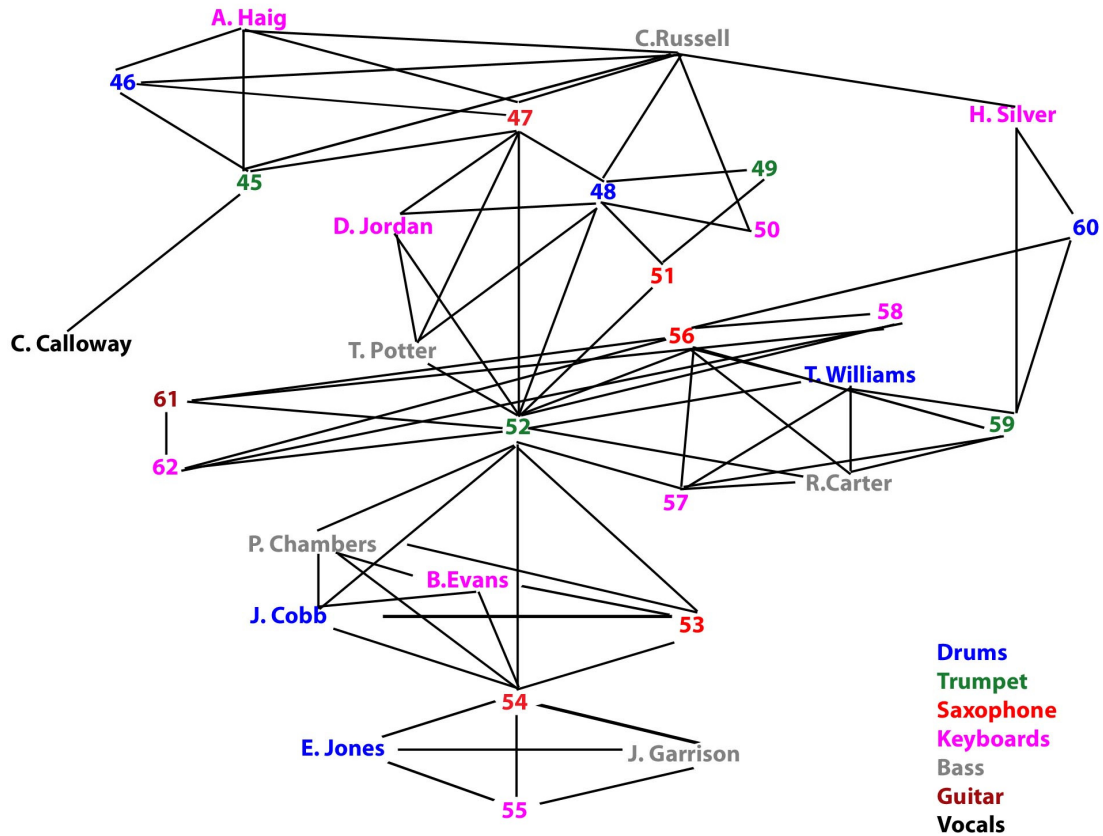 A. Haig
C.Russell
46
47
H. Silver
45
49
48
D. Jordan
50
60
51
58
56
C. Calloway
T. Potter
T. Williams
61
52
59
62
57
R.Carter
P. Chambers
B.Evans
J. Cobb
53
54
E. Jones
J. Garrison
55
Drums
Trumpet
Saxophone
Keyboards
Bass
Guitar
Vocals